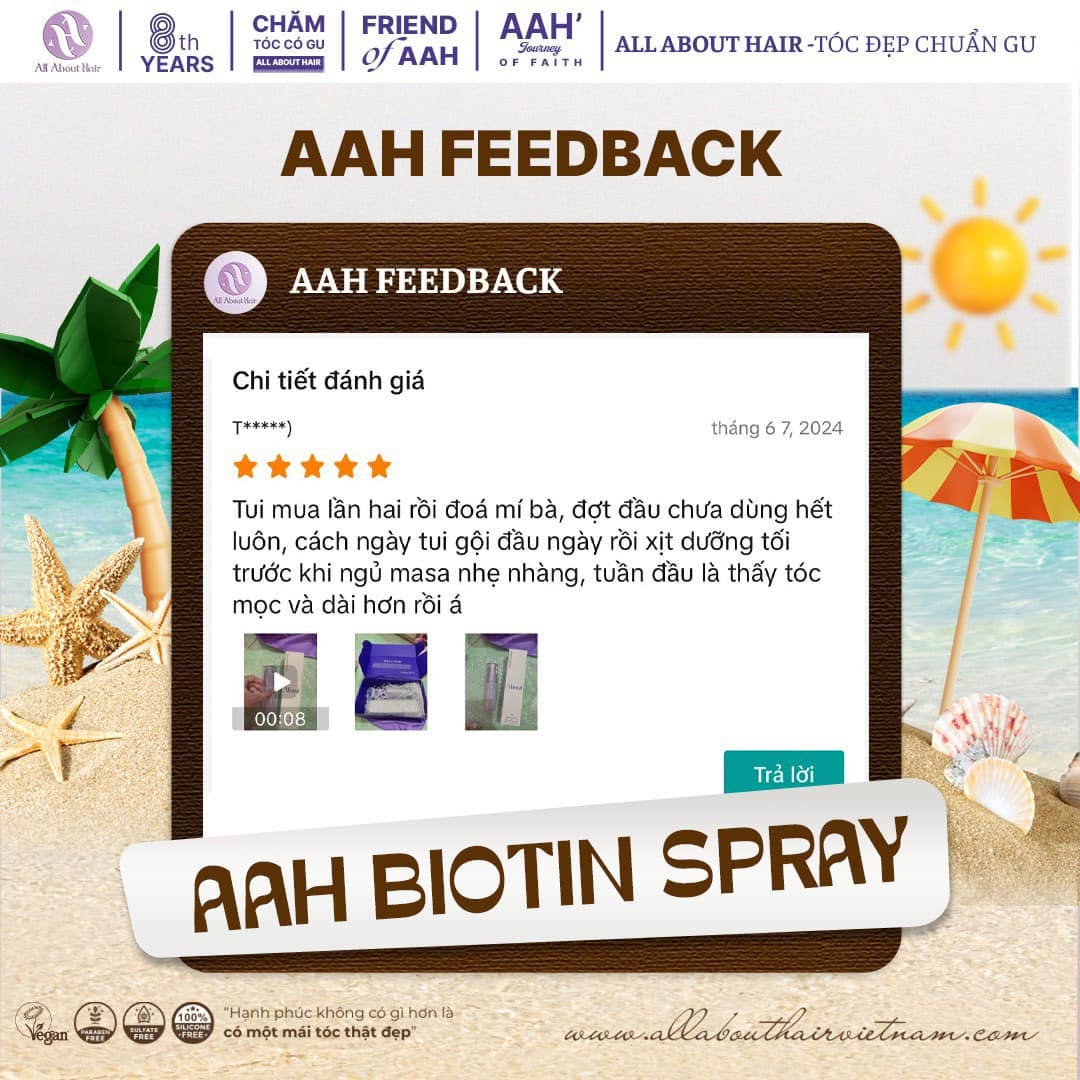 All About Hair
8th
YEARS
CHĂM
TÓC CÓ GU
ALL ABOUT HAIR
FRIEND
of AAH
AAH'
Journey
OF FAITH
ALL ABOUT HAIR -TÓC ĐẸP CHUẨN GU
AAH FEEDBACK
All About Hair
AAH FEEDBACK
Chi tiết đánh giá
T*****)
tháng 6 7, 2024
Tui mua lần hai rồi đoá mí bà, đợt đầu chưa dùng hết
luôn, cách ngày tui gội đầu ngày rồi xịt dưỡng tối
trước khi ngủ masa nhẹ nhàng, tuần đầu là thấy tóc
mọc và dài hơn rồi á
00:08
Trả lời
AAH BIOTIN SPRAY
Vegan
PARABEN
FREE
SULFATE
FREE
100%
SILICONE
•FREE•
"Hạnh phúc không có gì hơn là
có một mái tóc thật đẹp"
www.allabouthairvietnam.com